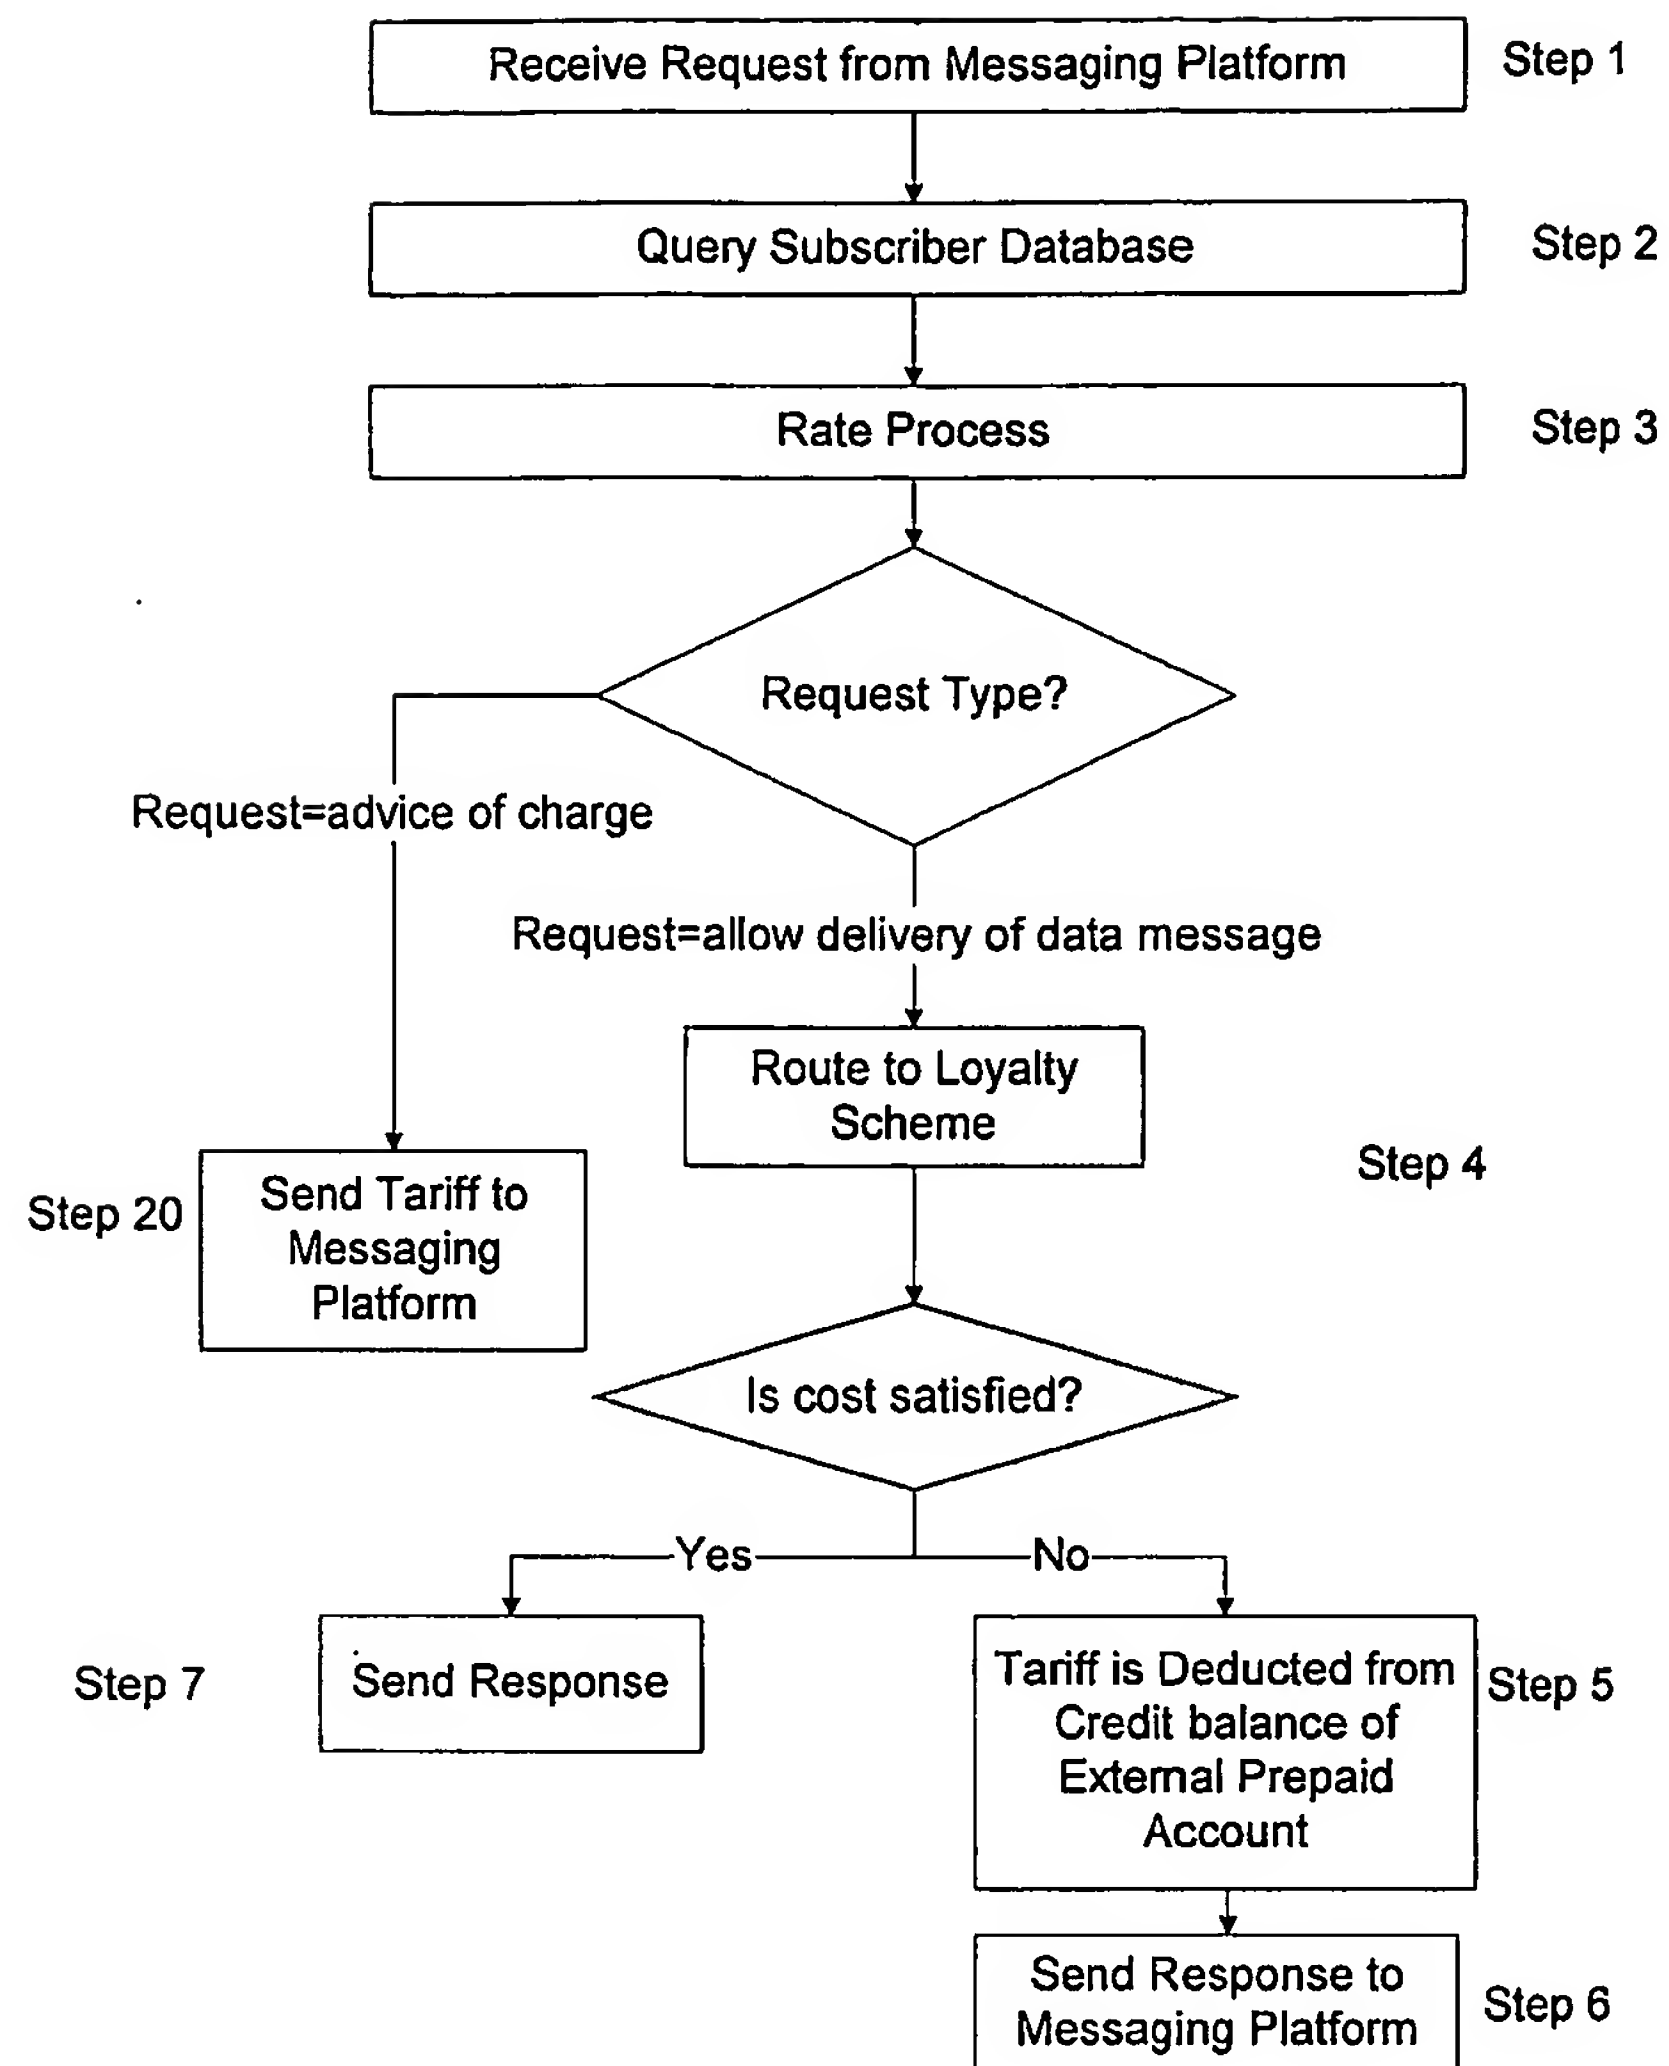 Receive Request from Messaging Platform
Step 1
Query Subscriber Database
Step 2
Rate Process
Step 3
Request Type?
Request=advice of charge
Request=allow delivery of data message
Route to Loyalty
Scheme
Step 4
Step 20
Send Tariff to
Messaging
Platform
Is cost satisfied?
Yes
No
Step 7
Send Response
Tariff is Deducted from
Credit balance of
External Prepaid
Account
Step 5
Send Response to
Messaging Platform
Step 6